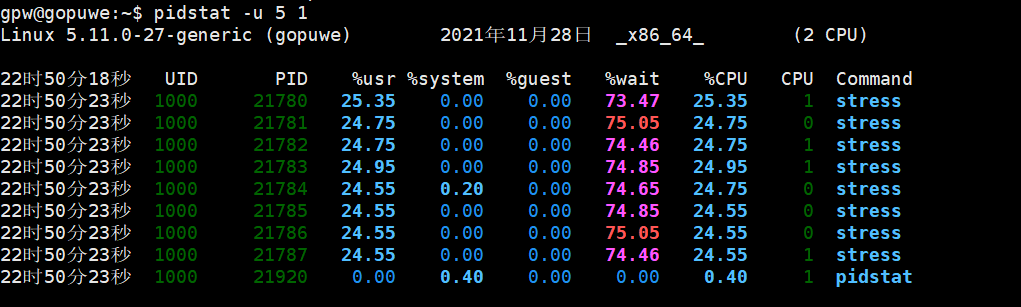 gpw@gopuwe:~$ pidstat -u 5 1
Linux 5.11.0-27-generic (gopuwe) 2021年11月28日 _x86_64_ (2 CPU)
22时50分18秒 UID PID %usr %system %guest %wait %CPU CPU Command
22时50分23秒 1000 21780 25.35 0.00 0.00 73.47 25.35 1 stress
22时50分23秒 1000 21781 24.75 0.00 0.00 75.05 24.75 0 stress
22时50分23秒 1000 21782 24.75 0.00 0.00 74.46 24.75 1 stress
22时50分23秒 1000 21783 24.95 0.00 0.00 74.85 24.95 1 stress
22时50分23秒 1000 21784 24.55 0.20 0.00 74.65 24.75 0 stress
22时50分23秒 1000 21785 24.55 0.00 0.00 74.85 24.55 0 stress
22时50分23秒 1000 21786 24.55 0.00 0.00 75.05 24.55 0 stress
22时50分23秒 1000 21787 24.55 0.00 0.00 74.46 24.55 1 stress
22时50分23秒 1000 21920 0.00 0.40 0.00 0.00 0.40 1 pidstat